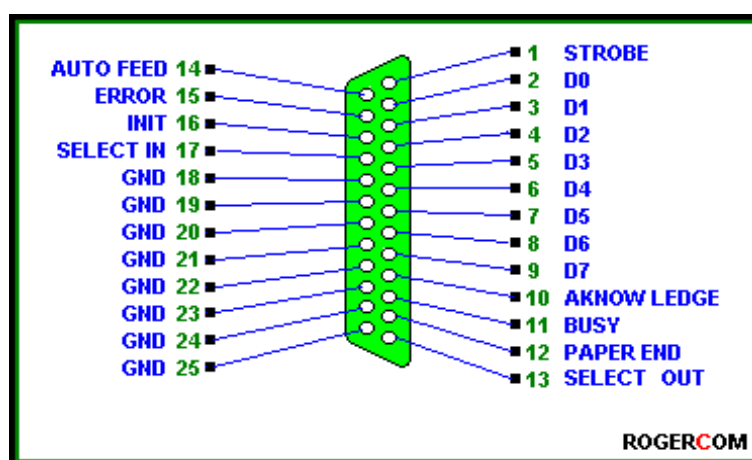 AUTO FEED 14
ERROR 15
INIT 16
SELECT IN 17
GND 18
GND 19
GND 20
GND 21
GND 22
GND 23
GND 24
GND 25
1 STROBE
2 D0
3 D1
4 D2
5 D3
6 D4
7 D5
8 D6
9 D7
10 AKNOW LEDGE
11 BUSY
12 PAPER END
13 SELECT OUT
ROGERCOM